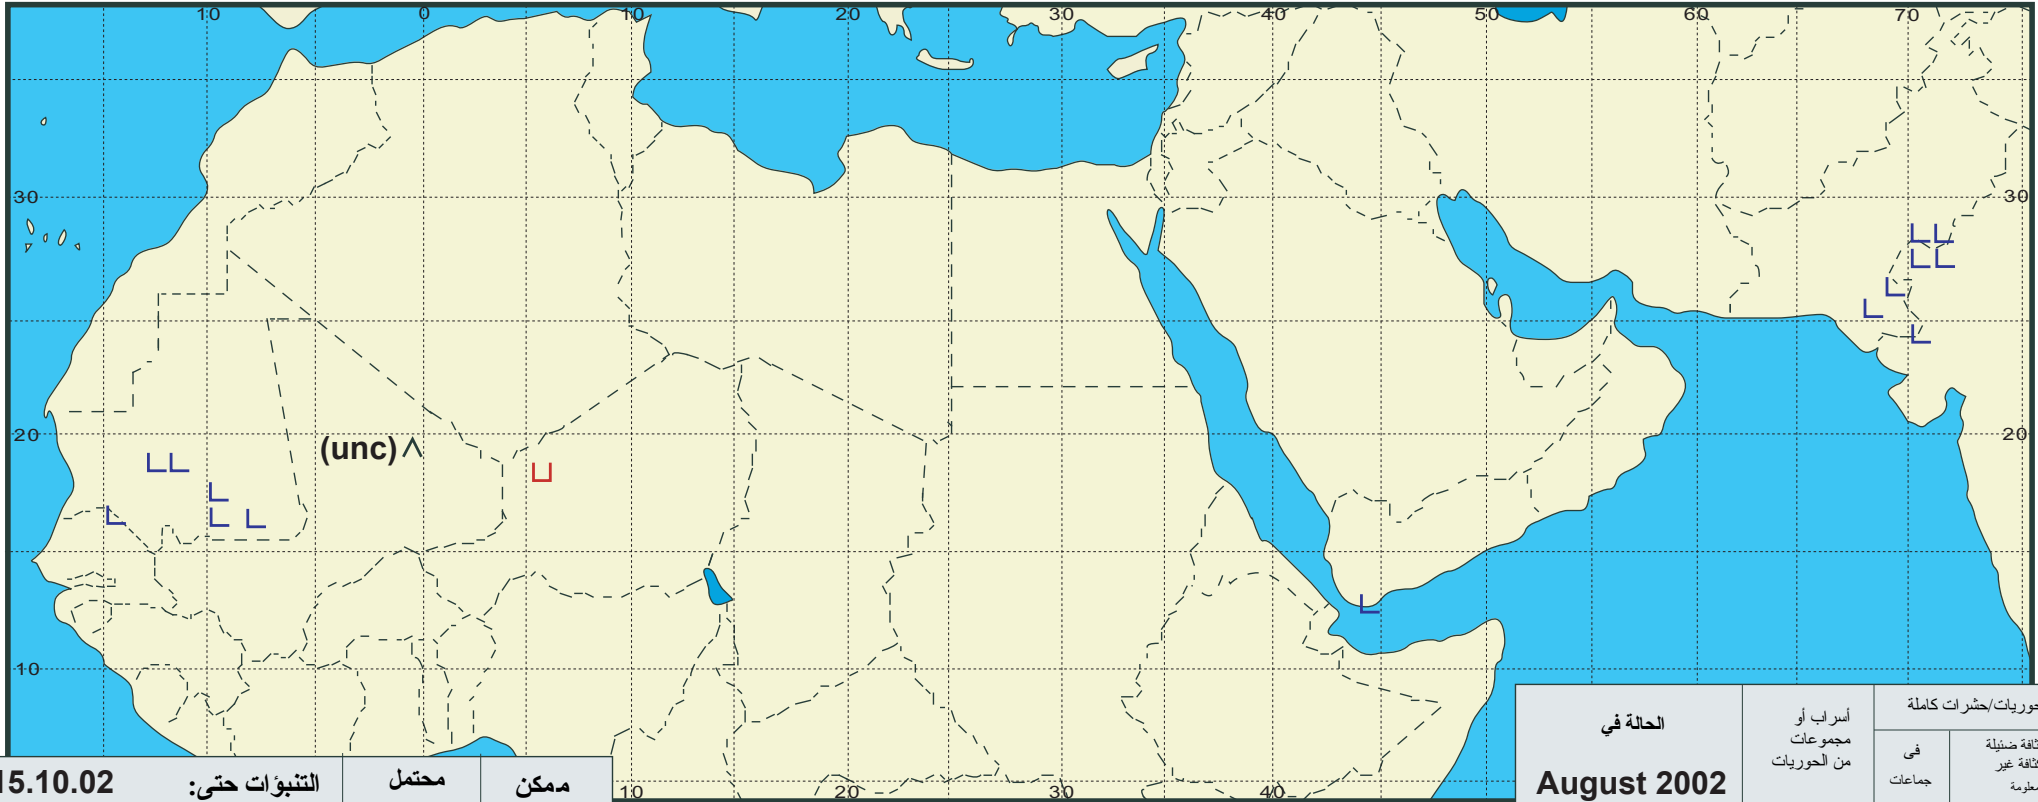 10 0 10 20 30 40 50 60 70
30 30
20 20
(unc)
10
10 20 30 40
الحالة في
August 2002
أسراب أو
مجموعات
من الحوريات
حوريات/حشرات كاملة
فى
جماعات
كثافة ضئيلة
كثافة غير
معلومة
التنبؤات حتى: 15.10.02
محتمل
ممكن